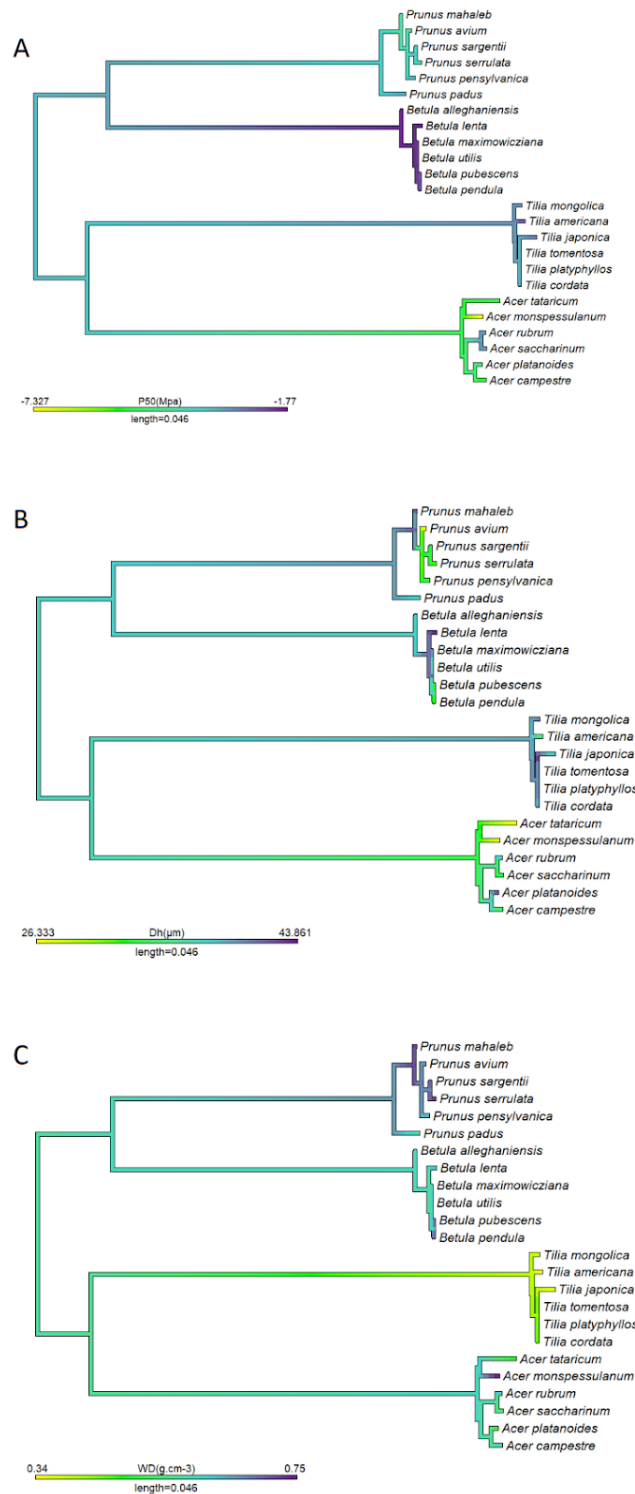 A
Prunus mahaleb
Prunus avium
Prunus sargentii
Prunus serrulata
Prunus pensylvanica
Prunus padus
Betula alleghaniensis
Betula lenta
Betula maximowicziana
Betula utilis
Betula pubescens
Betula pendula
Tilia mongolica
Tilia americana
Tilia japonica
Tilia tomentosa
Tilia platyphyllos
Tilia cordata
Acer tataricum
Acer monspessulanum
Acer rubrum
Acer saccharinum
Acer platanoides
Acer campestre
-7.327 P50(Mpa) -1.77
length=0.046
B
Prunus mahaleb
Prunus avium
Prunus sargentii
Prunus serrulata
Prunus pensylvanica
Prunus padus
Betula alleghaniensis
Betula lenta
Betula maximowicziana
Betula utilis
Betula pubescens
Betula pendula
Tilia mongolica
Tilia americana
Tilia japonica
Tilia tomentosa
Tilia platyphyllos
Tilia cordata
Acer tataricum
Acer monspessulanum
Acer rubrum
Acer saccharinum
Acer platanoides
Acer campestre
26.333 Dh(μm) 43.861
length=0.046
C
Prunus mahaleb
Prunus avium
Prunus sargentii
Prunus serrulata
Prunus pensylvanica
Prunus padus
Betula alleghaniensis
Betula lenta
Betula maximowicziana
Betula utilis
Betula pubescens
Betula pendula
Tilia mongolica
Tilia americana
Tilia japonica
Tilia tomentosa
Tilia platyphyllos
Tilia cordata
Acer tataricum
Acer monspessulanum
Acer rubrum
Acer saccharinum
Acer platanoides
Acer campestre
0.34 WD(g.cm-3) 0.75
length=0.046